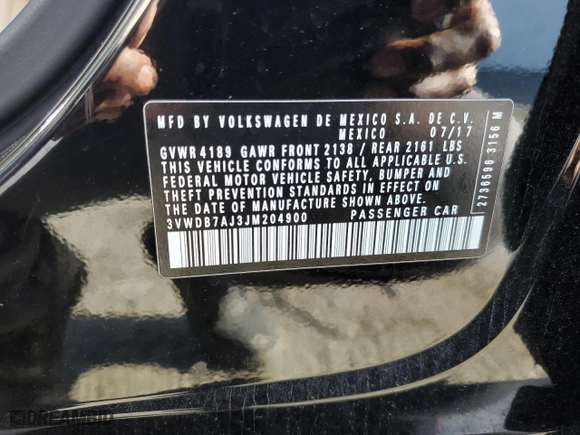 MFD BY VOLKSWAGEN DE MEXICO S.A. DE C.V.
MEXICO 07/17
GVWR 4189 GAWR FRONT 2138 / REAR 2161 LBS
THIS VEHICLE CONFORMS TO ALL APPLICABLE U.S.
FEDERAL MOTOR VEHICLE SAFETY, BUMPER AND
THEFT PREVENTION STANDARDS IN EFFECT ON
THE DATE OF MANUFACTURE SHOWN ABOVE.
3VWDB7AJ3JM204900 PASSENGER CAR
2736596 3156 M
DREAMBID